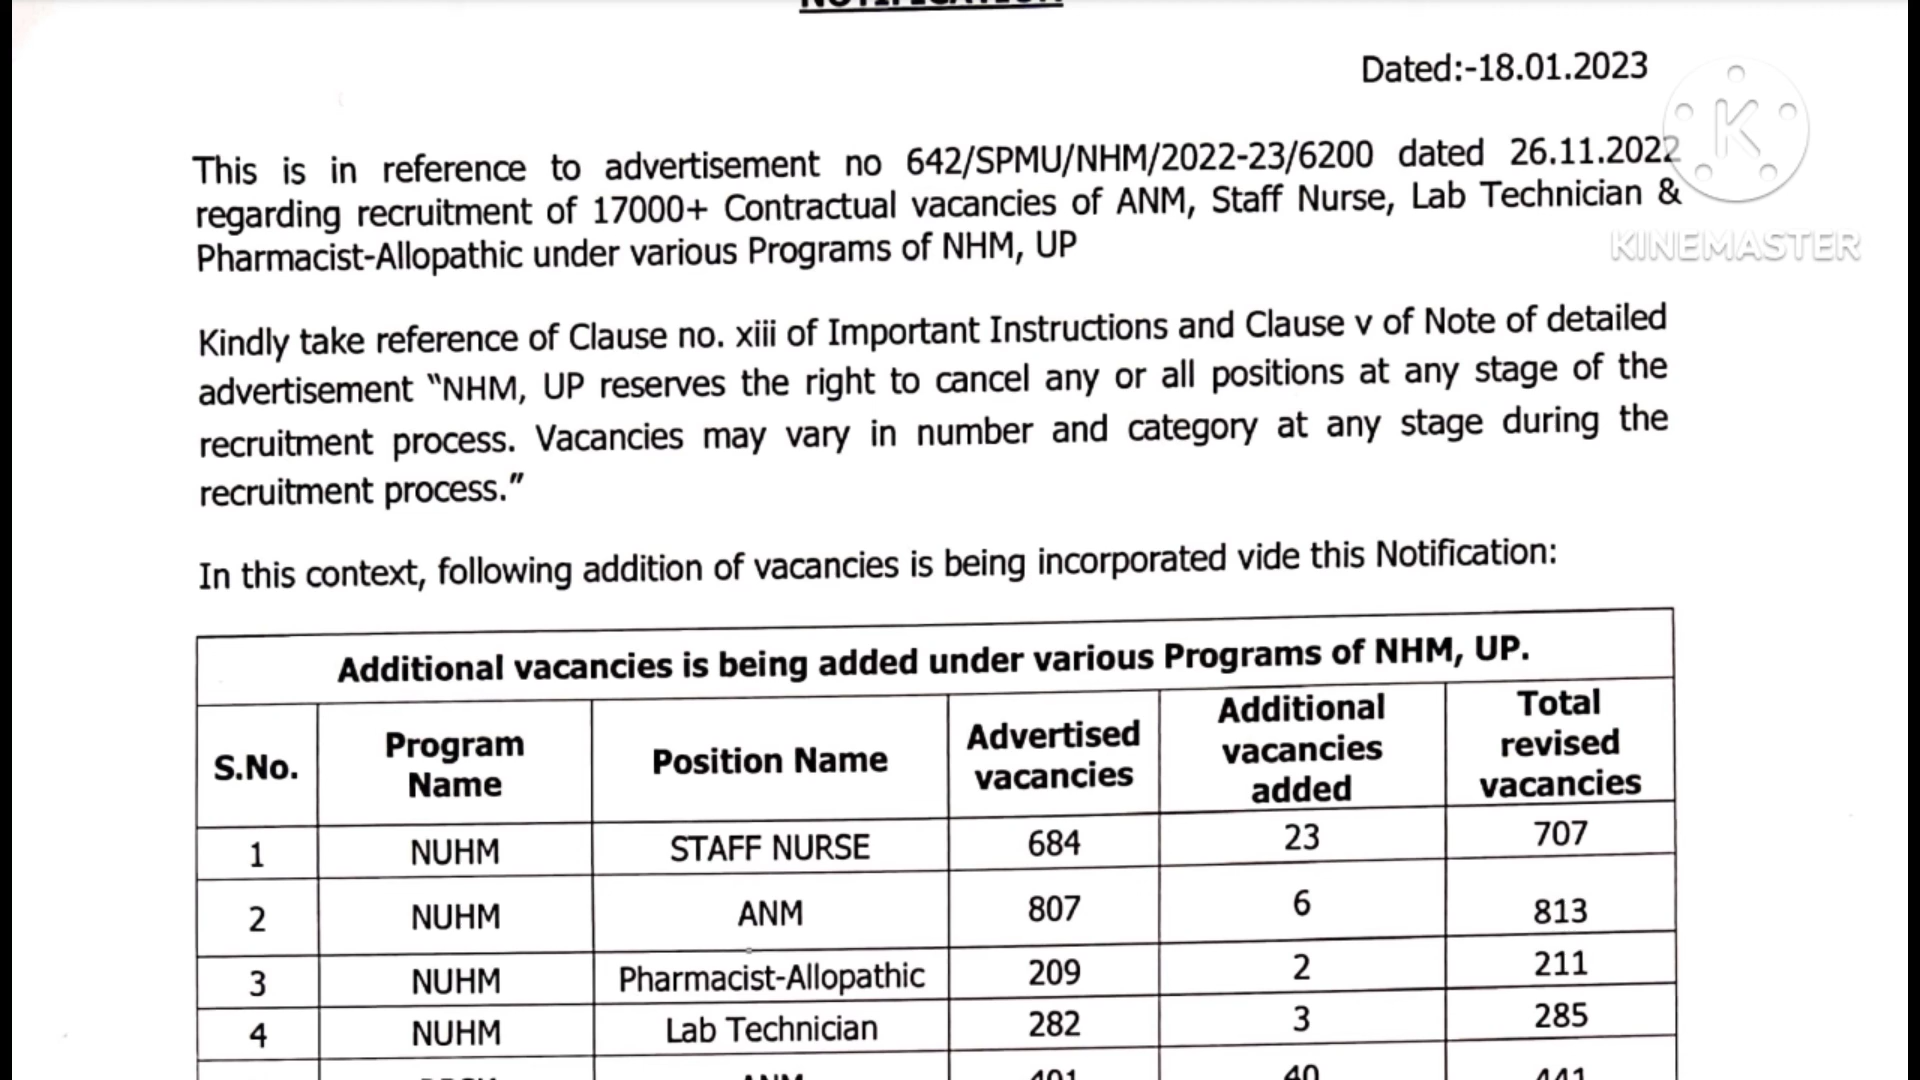 NOTIFICATION
Dated:-18.01.2023
This is in reference to advertisement no 642/SPMU/NHM/2022-23/6200 dated 26.11.2022
regarding recruitment of 17000+ Contractual vacancies of ANM, Staff Nurse, Lab Technician &
Pharmacist-Allopathic under various Programs of NHM, UP
K
KINEMASTER
Kindly take reference of Clause no. xiii of Important Instructions and Clause v of Note of detailed
advertisement “NHM, UP reserves the right to cancel any or all positions at any stage of the
recruitment process. Vacancies may vary in number and category at any stage during the
recruitment process.”
In this context, following addition of vacancies is being incorporated vide this Notification:
Additional vacancies is being added under various Programs of NHM, UP.
S.No. Program Name Position Name Advertised vacancies Additional vacancies added Total revised vacancies
1 NUHM STAFF NURSE 684 23 707
2 NUHM ANM 807 6 813
3 NUHM Pharmacist-Allopathic 209 2 211
4 NUHM Lab Technician 282 3 285
ANM 401 40 441